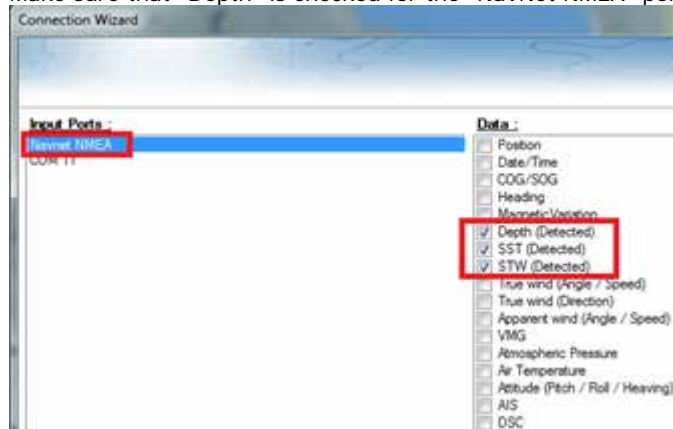 Make sure that "Depth" is checked for the "NavNet NMEA"
Connection Wizard
Input Ports :
Navnet NMEA
COM 11
Data :
Position
Date/Time
COG/SOG
Heading
Magnetic Variation
Depth (Detected)
SST (Detected)
STW (Detected)
True wind (Angle / Speed)
True wind (Direction)
Apparent wind (Angle / Speed)
VMG
Atmospheric Pressure
Air Temperature
Attitude (Pitch / Roll / Heaving)
AIS
DSC